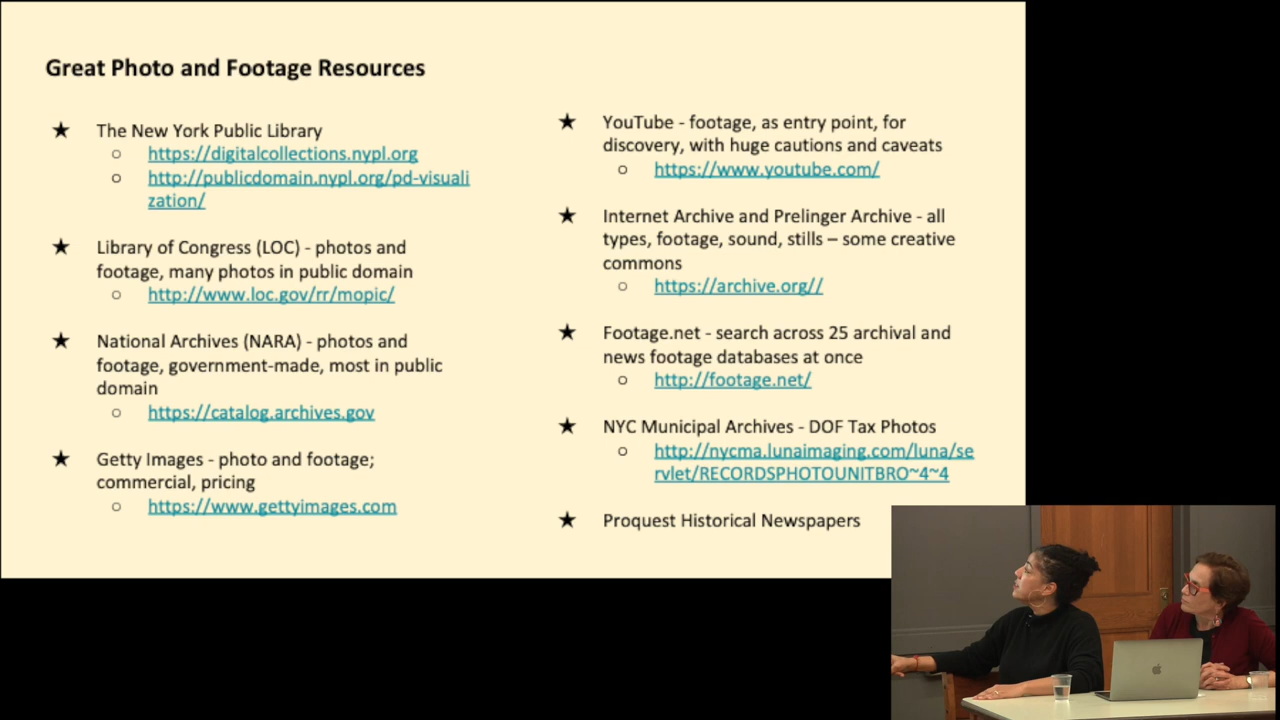 Great Photo and Footage Resources
★ The New York Public Library
○ https://digitalcollections.nypl.org
○ http://publicdomain.nypl.org/pd-visuali
zation/
★ Library of Congress (LOC) - photos and
footage, many photos in public domain
○ http://www.loc.gov/rr/mopic/
★ National Archives (NARA) - photos and
footage, government-made, most in public
domain
○ https://catalog.archives.gov
★ Getty Images - photo and footage;
commercial, pricing
○ https://www.gettyimages.com
★ YouTube - footage, as entry point, for
discovery, with huge cautions and caveats
○ https://www.youtube.com/
★ Internet Archive and Prelinger Archive - all
types, footage, sound, stills – some creative
commons
○ https://archive.org//
★ Footage.net - search across 25 archival and
news footage databases at once
○ http://footage.net/
★ NYC Municipal Archives - DOF Tax Photos
○ http://nycma.lunaimaging.com/luna/se
rvlet/RECORDSPHOTOUNITBRO~4~4
★ Proquest Historical Newspapers